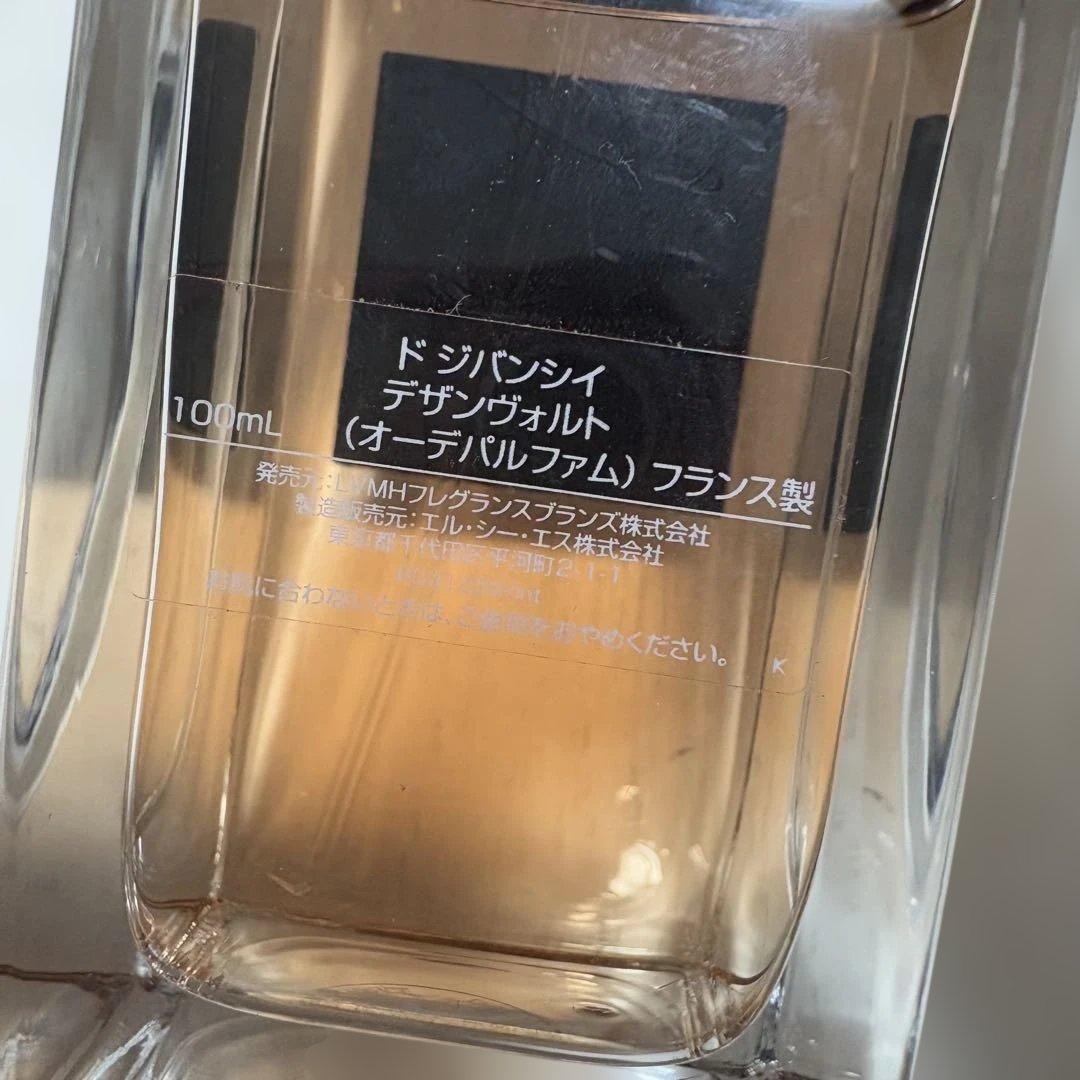 ド ジバンシイ
デザンヴォルト
100mL (オーデパルファム) フランス製
発売元：LVMHフレグランスブランズ株式会社
製造販売元：エル・シー・エス株式会社
東京都千代田区平河町2-1-1
お肌に合わないときは、ご使用をおやめください。 K